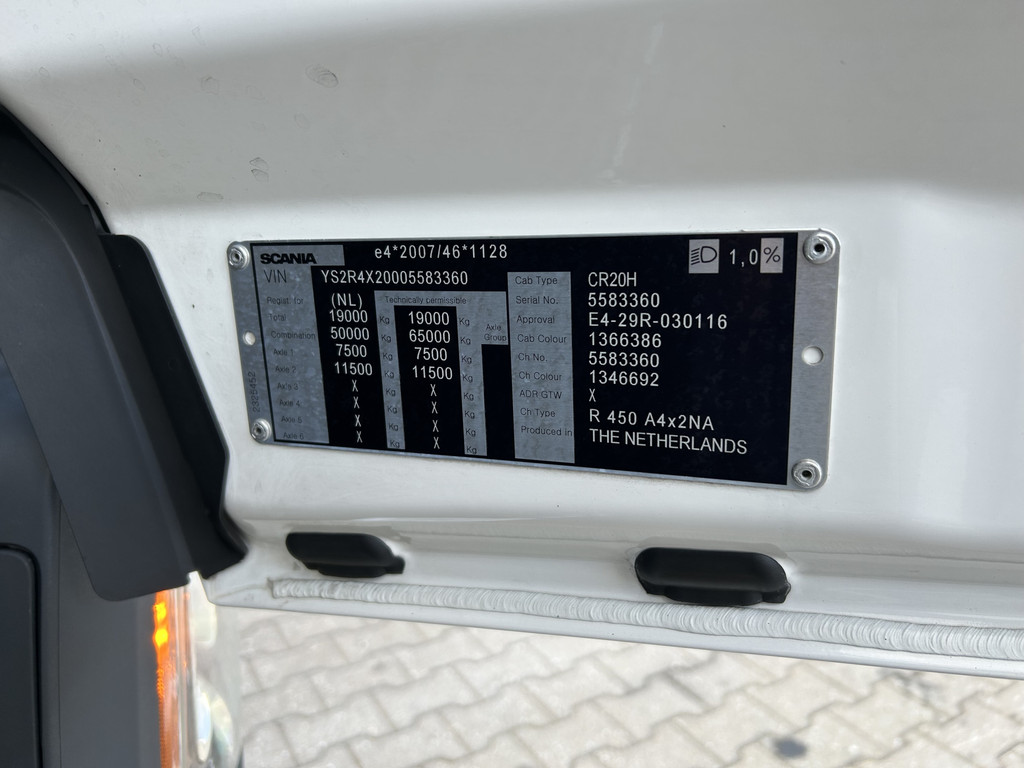 SCANIA e4*2007/46*1128 1,0%
VIN YS2R4X20005583360
Cab Type CR20H
Registr. for (NL) Technically permissible
Serial No. 5583360
Total 19000 Kg 19000 Kg
Approval E4-29R-030116
Combination 50000 Kg 65000 Kg Axle Group
Cab Colour 1366386
Axle 1 7500 Kg 7500 Kg
Ch No. 5583360
Axle 2 11500 Kg 11500 Kg
Ch Colour 1346692
Axle 3 X Kg X Kg
ADR GTW X
Axle 4 X Kg X Kg
Ch Type R 450 A4x2NA
Axle 5 X Kg X Kg
Produced in THE NETHERLANDS
Axle 6 X Kg X Kg